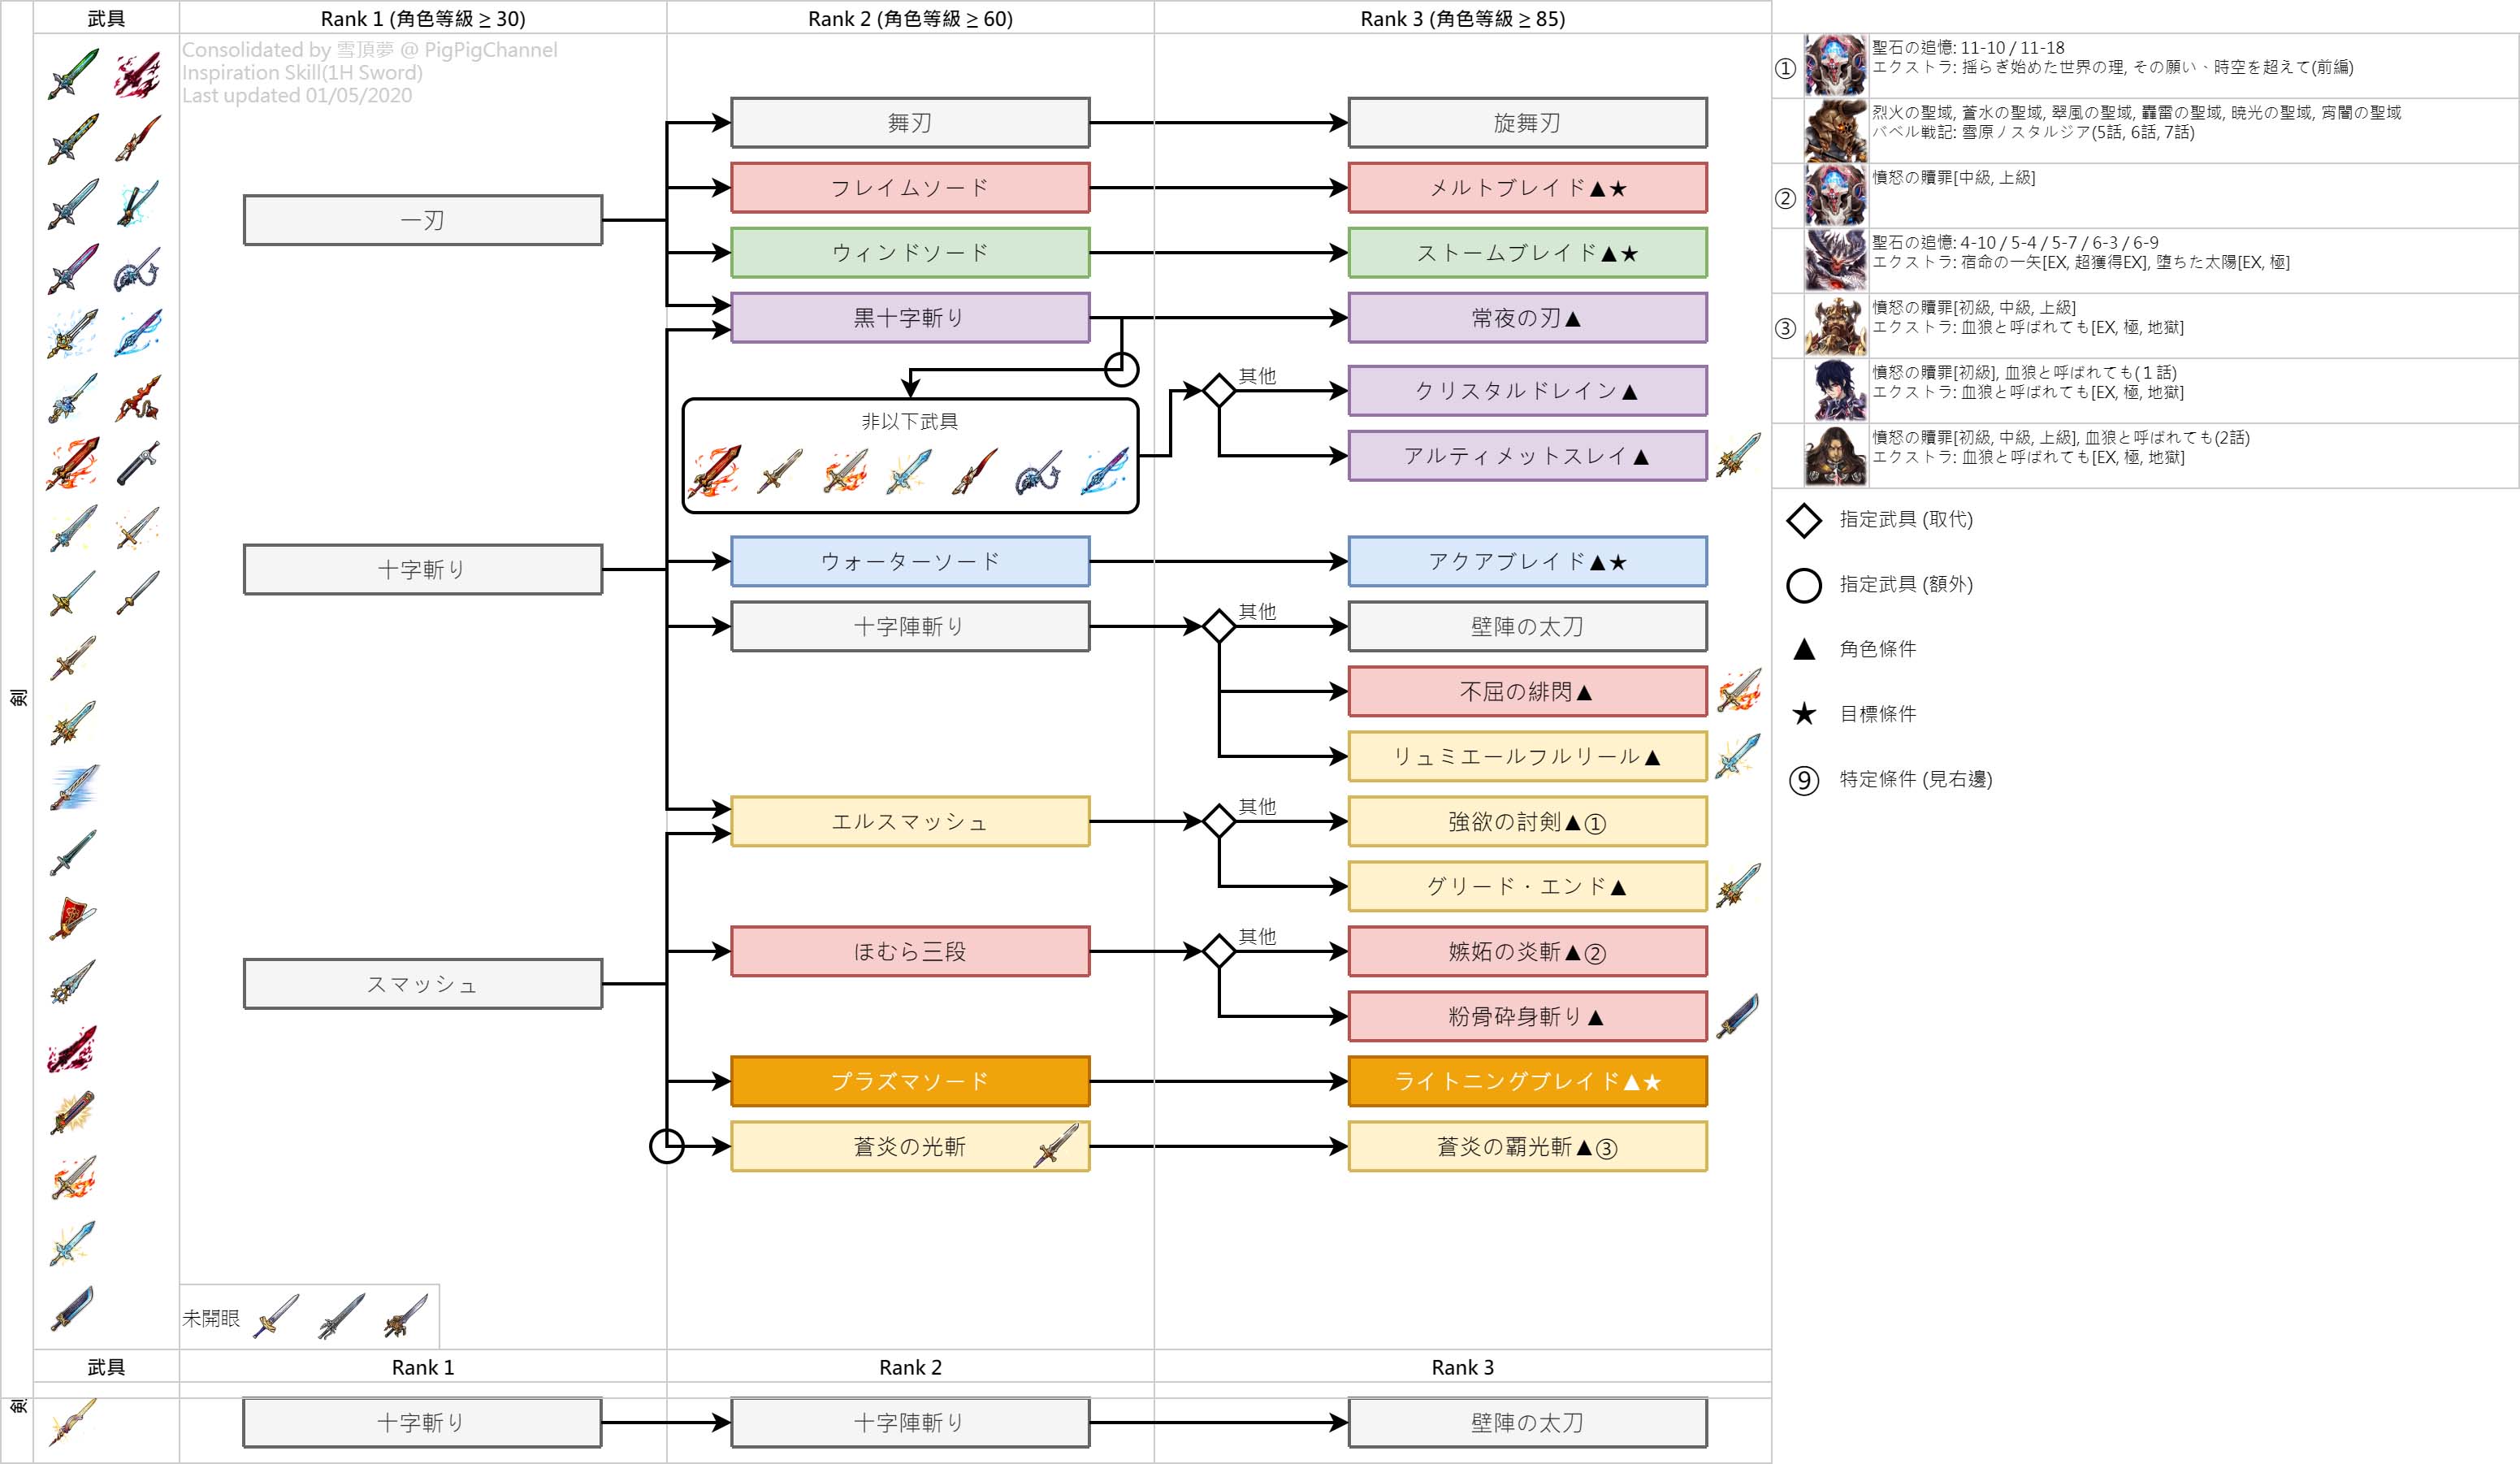 武具
Rank 1 (角色等級 ≥ 30)
Rank 2 (角色等級 ≥ 60)
Rank 3 (角色等級 ≥ 85)
Consolidated by 雪頂夢 @ PigPigChannel
Inspiration Skill(1H Sword)
Last updated 01/05/2020
剣
一刃
十字斬り
スマッシュ
舞刃
旋舞刃
フレイムソード
メルトブレイド▲★
ウィンドソード
ストームブレイド▲★
黒十字斬り
常夜の刃▲
非以下武具
其他
クリスタルドレイン▲
アルティメットスレイ▲
ウォーターソード
アクアブレイド▲★
十字陣斬り
其他
壁陣の太刀
不屈の緋閃▲
リュミエールフルリール▲
エルスマッシュ
其他
強欲の討剣▲①
グリード・エンド▲
ほむら三段
其他
嫉妬の炎斬▲②
粉骨砕身斬り▲
プラズマソード
ライトニングブレイド▲★
蒼炎の光斬
蒼炎の覇光斬▲③
未開眼
武具
Rank 1
Rank 2
Rank 3
剣
十字斬り
十字陣斬り
壁陣の太刀
①
聖石の追憶: 11-10 / 11-18
エクストラ: 揺らぎ始めた世界の理, その願い、時空を超えて(前編)
烈火の聖域, 蒼水の聖域, 翠風の聖域, 轟雷の聖域, 暁光の聖域, 宵闇の聖域
バベル戦記: 雪原ノスタルジア(5話, 6話, 7話)
②
憤怒の贖罪[中級, 上級]
聖石の追憶: 4-10 / 5-4 / 5-7 / 6-3 / 6-9
エクストラ: 宿命の一矢[EX, 超獲得EX], 堕ちた太陽[EX, 極]
③
憤怒の贖罪[初級, 中級, 上級]
エクストラ: 血狼と呼ばれても[EX, 極, 地獄]
憤怒の贖罪[初級], 血狼と呼ばれても(１話)
エクストラ: 血狼と呼ばれても[EX, 極, 地獄]
憤怒の贖罪[初級, 中級, 上級], 血狼と呼ばれても(2話)
エクストラ: 血狼と呼ばれても[EX, 極, 地獄]
指定武具 (取代)
指定武具 (額外)
▲ 角色條件
★ 目標條件
⑨ 特定條件 (見右邊)